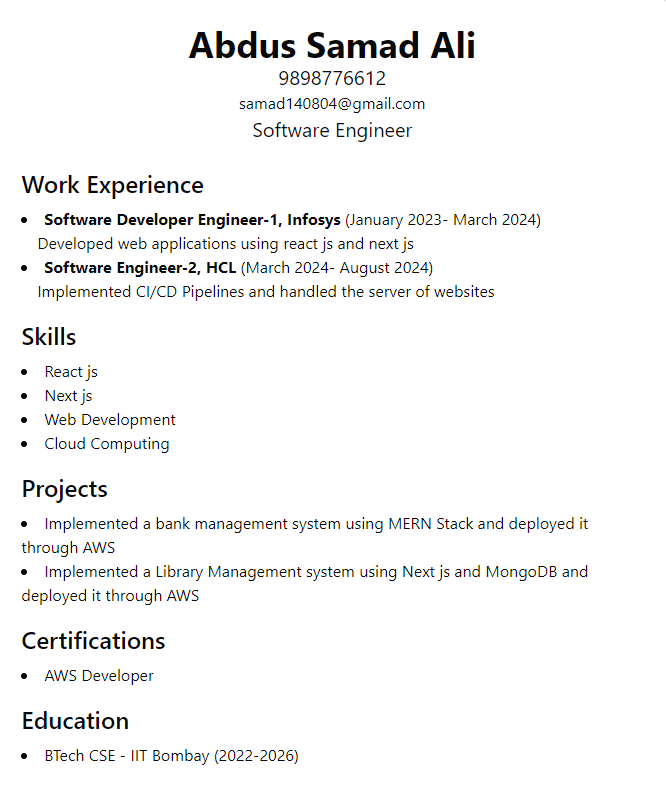 Abdus Samad Ali
9898776612
samad140804@gmail.com
Software Engineer
Work Experience
• Software Developer Engineer-1, Infosys (January 2023- March 2024)
Developed web applications using react js and next js
• Software Engineer-2, HCL (March 2024- August 2024)
Implemented CI/CD Pipelines and handled the server of websites
Skills
• React js
• Next js
• Web Development
• Cloud Computing
Projects
• Implemented a bank management system using MERN Stack and deployed it
through AWS
• Implemented a Library Management system using Next js and MongoDB and
deployed it through AWS
Certifications
• AWS Developer
Education
• BTech CSE - IIT Bombay (2022-2026)